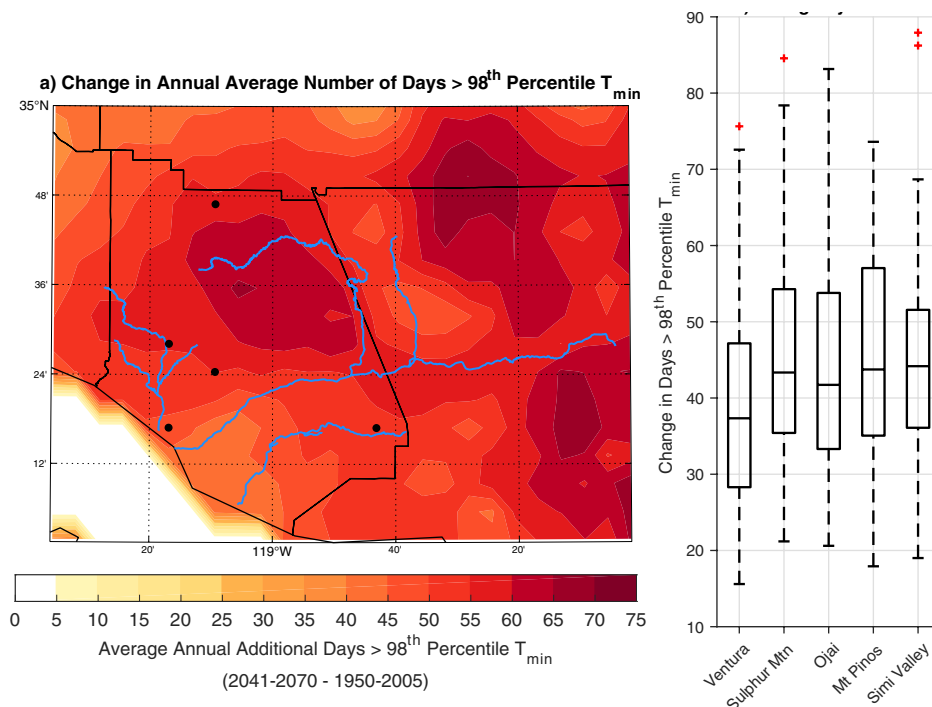 a) Change in Annual Average Number of Days > 98th Percentile Tmin
35°N
48'
36'
24'
12'
20'
119°W
40'
20'
0 5 10 15 20 25 30 35 40 45 50 55 60 65 70 75
Average Annual Additional Days > 98th Percentile Tmin
(2041-2070 - 1950-2005)
Change in Days > 98th Percentile Tmin
90
80
70
60
50
40
30
20
10
Ventura
Sulphur Mtn
Ojai
Mt Pinos
Simi Valley